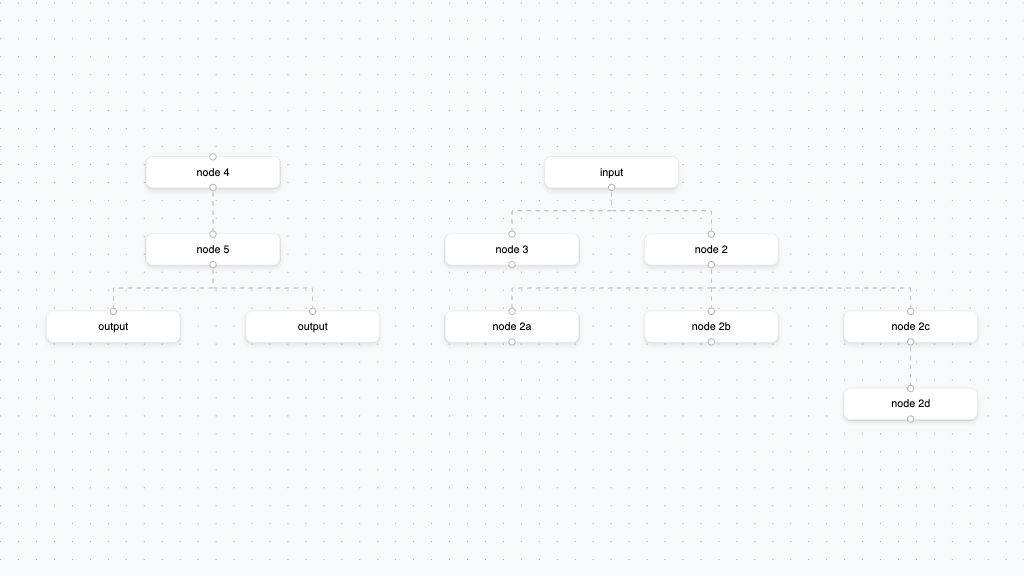 node 4
input
node 5
node 3
node 2
output
output
node 2a
node 2b
node 2c
node 2d